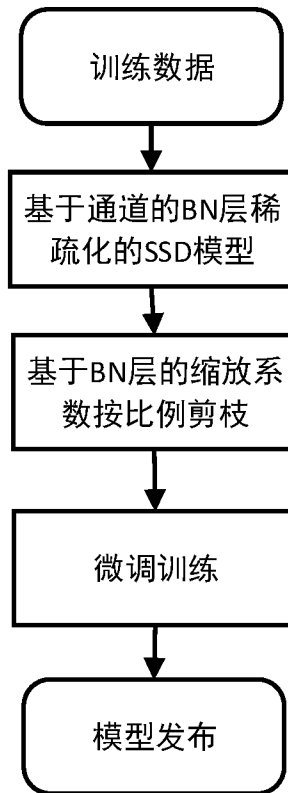 训练数据
基于通道的BN层稀
疏化的SSD模型
基于BN层的缩放系
数按比例剪枝
微调训练
模型发布